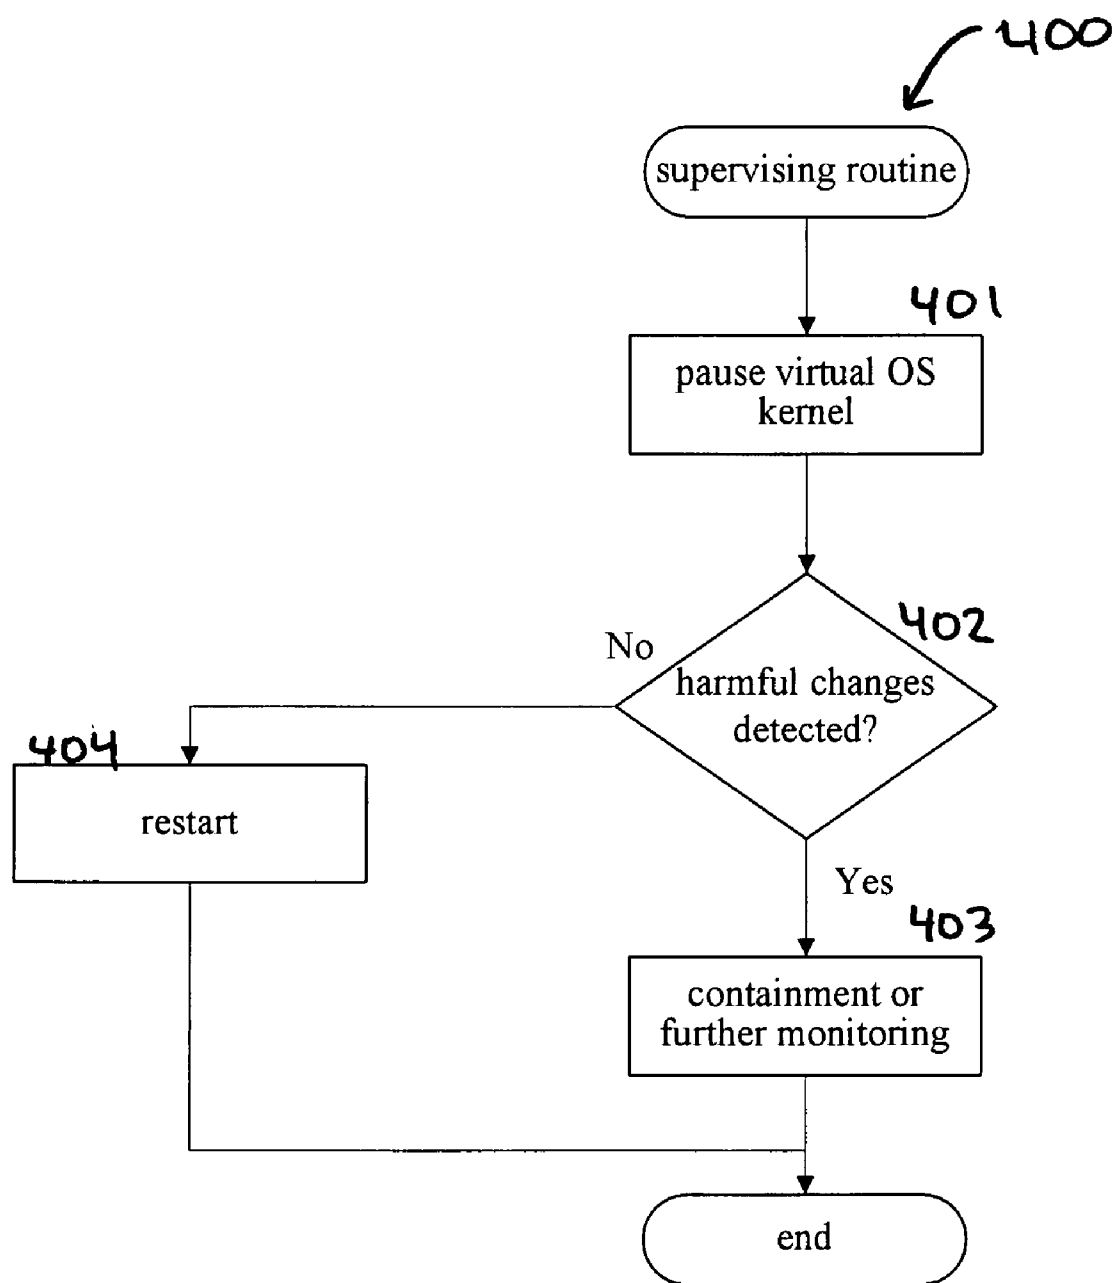 400
supervising routine
401
pause virtual OS
kernel
402
No
harmful changes
detected?
404
restart
Yes
403
containment or
further monitoring
end